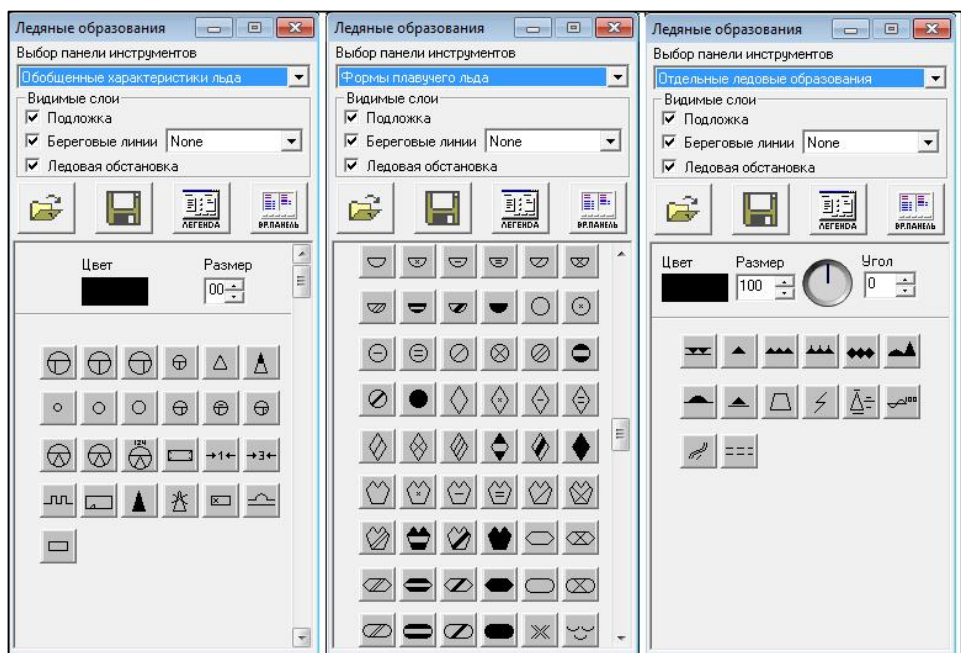 Ледяные образования
Выбор панели инструментов
Обобщенные характеристики льда
Видимые слои
Подложка
Береговые линии None
Ледовая обстановка
ЛЕГЕНДА ВР.ПАНЕЛЬ
Цвет Размер
00
124
→1← →3←
Ледяные образования
Выбор панели инструментов
Формы плавучего льда
Видимые слои
Подложка
Береговые линии None
Ледовая обстановка
ЛЕГЕНДА ВР.ПАНЕЛЬ
Ледяные образования
Выбор панели инструментов
Отдельные ледовые образования
Видимые слои
Подложка
Береговые линии None
Ледовая обстановка
ЛЕГЕНДА ВР.ПАНЕЛЬ
Цвет Размер Угол
100 0
100